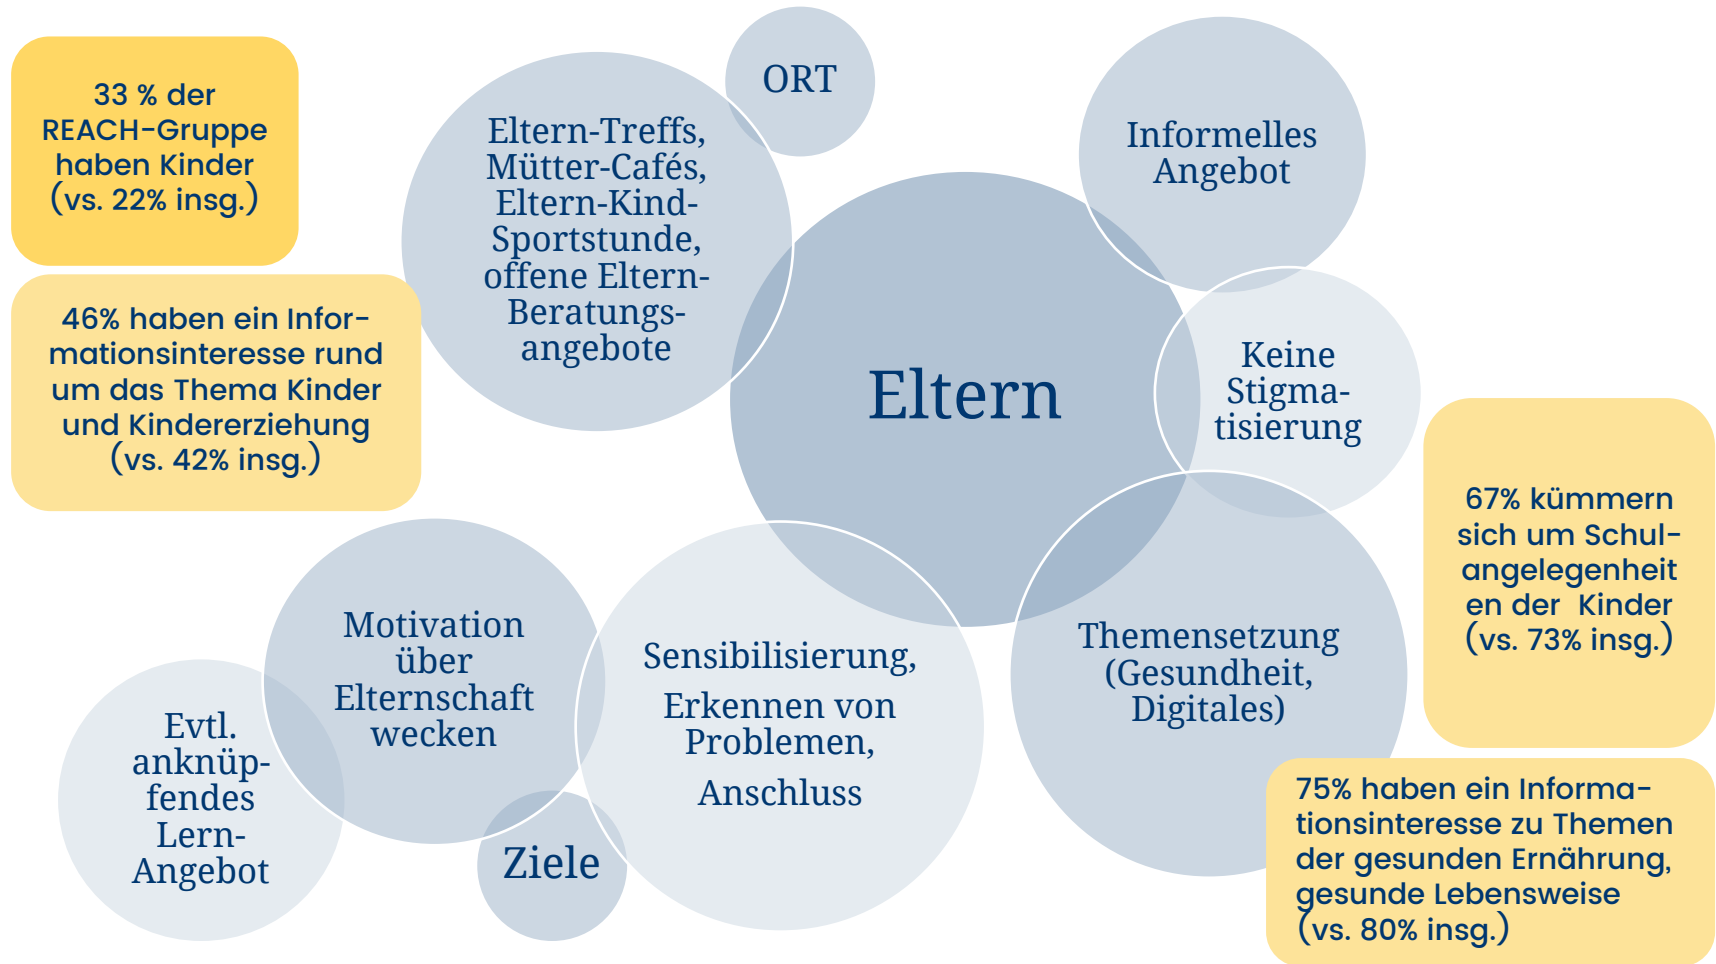 33 % der
REACH-Gruppe
haben Kinder
(vs. 22% insg.)
46% haben ein Infor-
mationsinteresse rund
um das Thema Kinder
und Kindererziehung
(vs. 42% insg.)
ORT
Eltern-Treffs,
Mütter-Cafés,
Eltern-Kind-
Sportstunde,
offene Eltern-
Beratungs-
angebote
Informelles
Angebot
Eltern
Keine
Stigma-
tisierung
67% kümmern
sich um Schul-
angelegenheit
en der  Kinder
(vs. 73% insg.)
Themensetzung
(Gesundheit,
Digitales)
Sensibilisierung,
Erkennen von
Problemen,
Anschluss
Motivation
über
Elternschaft
wecken
Evtl.
anknüp-
fendes
Lern-
Angebot
Ziele
75% haben ein Informa-
tionsinteresse zu Themen
der gesunden Ernährung,
gesunde Lebensweise
(vs. 80% insg.)